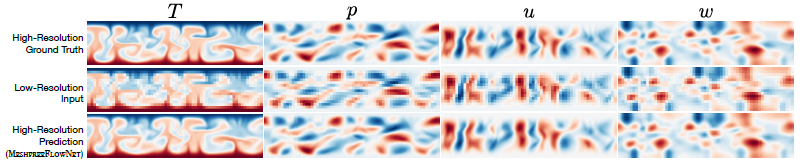 T p u w
High-Resolution
Ground Truth
Low-Resolution
Input
High-Resolution
Prediction
(MeshfreeFlowNet)